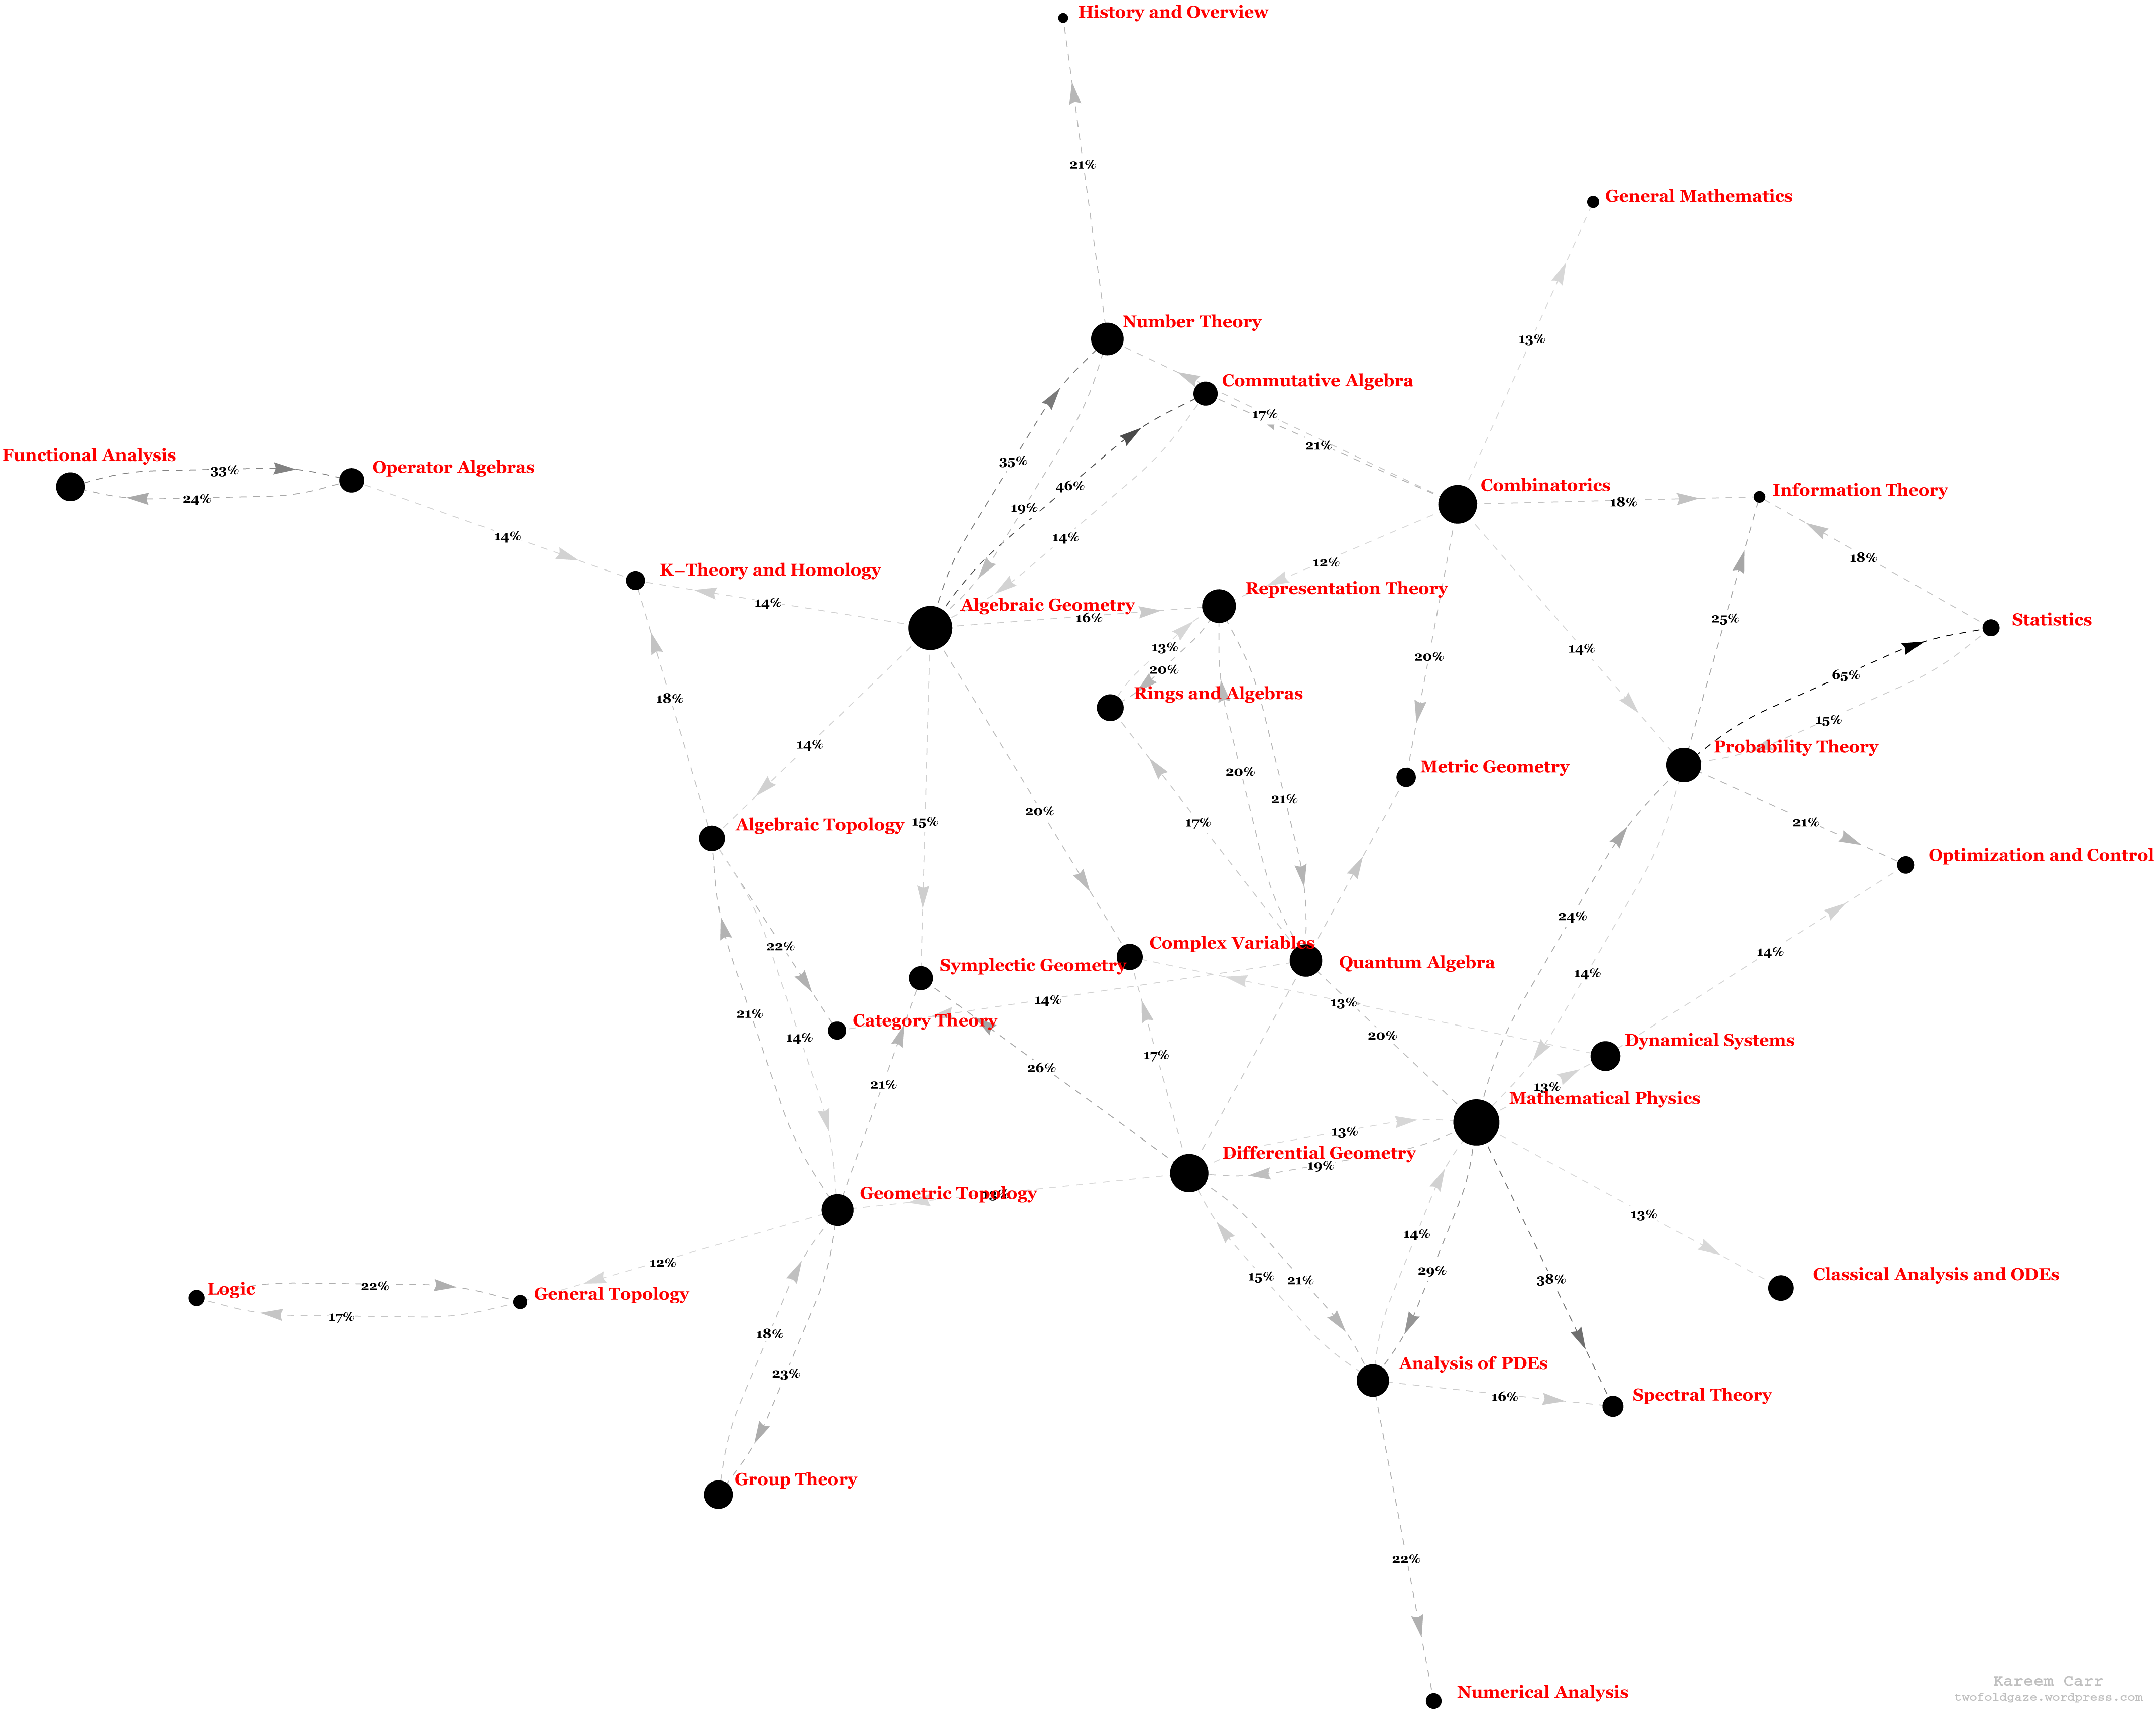 History and Overview
21%
General Mathematics
13%
Number Theory
Commutative Algebra
17%
21%
Functional Analysis
33%
24%
Operator Algebras
35%
46%
19%
14%
Combinatorics
18%
Information Theory
14%
K–Theory and Homology
14%
Algebraic Geometry
16%
12%
Representation Theory
18%
25%
Statistics
13%
20%
Rings and Algebras
20%
14%
65%
15%
18%
14%
Probability Theory
Metric Geometry
20%
21%
17%
20%
15%
Algebraic Topology
21%
Optimization and Control
24%
14%
14%
22%
Complex Variables
Symplectic Geometry
Quantum Algebra
14%
13%
21%
Category Theory
14%
20%
Dynamical Systems
17%
26%
21%
13%
Mathematical Physics
13%
Differential Geometry
19%
Geometric Topology
13%
13%
14%
29%
12%
Logic
22%
17%
General Topology
15%
21%
38%
Classical Analysis and ODEs
18%
23%
Analysis of PDEs
16%
Spectral Theory
Group Theory
22%
Numerical Analysis
Kareem Carr
twofoldgaze.wordpress.com